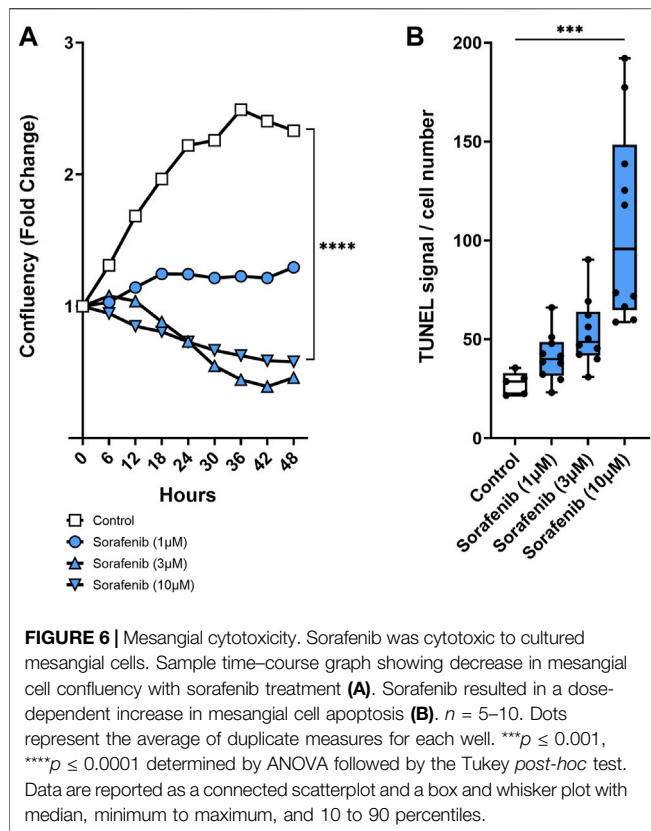 A
B
3
2
1
Confluency (Fold Change)
****
0 6 12 18 24 30 36 42 48
Hours
Control
Sorafenib (1µM)
Sorafenib (3µM)
Sorafenib (10µM)
***
200
150
100
50
0
TUNEL signal / cell number
Control
Sorafenib (1µM)
Sorafenib (3µM)
Sorafenib (10µM)
FIGURE 6 | Mesangial cytotoxicity. Sorafenib was cytotoxic to cultured
mesangial cells. Sample time–course graph showing decrease in mesangial
cell confluency with sorafenib treatment (A). Sorafenib resulted in a dose-
dependent increase in mesangial cell apoptosis (B). n = 5–10. Dots
represent the average of duplicate measures for each well. ***p ≤ 0.001,
****p ≤ 0.0001 determined by ANOVA followed by the Tukey post-hoc test.
Data are reported as a connected scatterplot and a box and whisker plot with
median, minimum to maximum, and 10 to 90 percentiles.